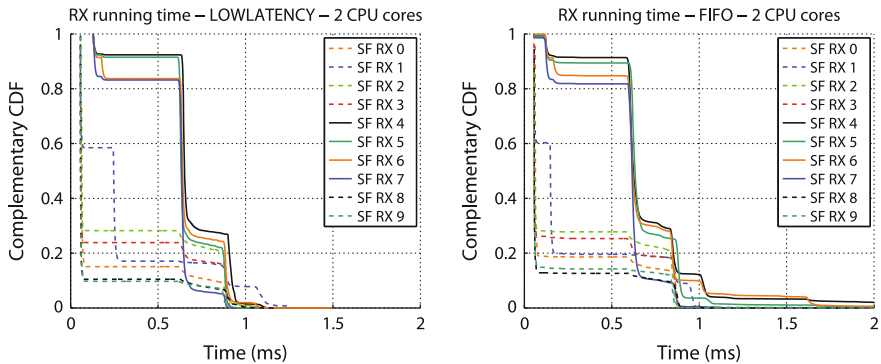 RX running time – LOWLATENCY – 2 CPU cores
Complementary CDF
1
0.8
0.6
0.4
0.2
0
0
0.5
1
1.5
2
Time (ms)
SF RX 0
SF RX 1
SF RX 2
SF RX 3
SF RX 4
SF RX 5
SF RX 6
SF RX 7
SF RX 8
SF RX 9
RX running time – FIFO – 2 CPU cores
Complementary CDF
1
0.8
0.6
0.4
0.2
0
0
0.5
1
1.5
2
Time (ms)
SF RX 0
SF RX 1
SF RX 2
SF RX 3
SF RX 4
SF RX 5
SF RX 6
SF RX 7
SF RX 8
SF RX 9